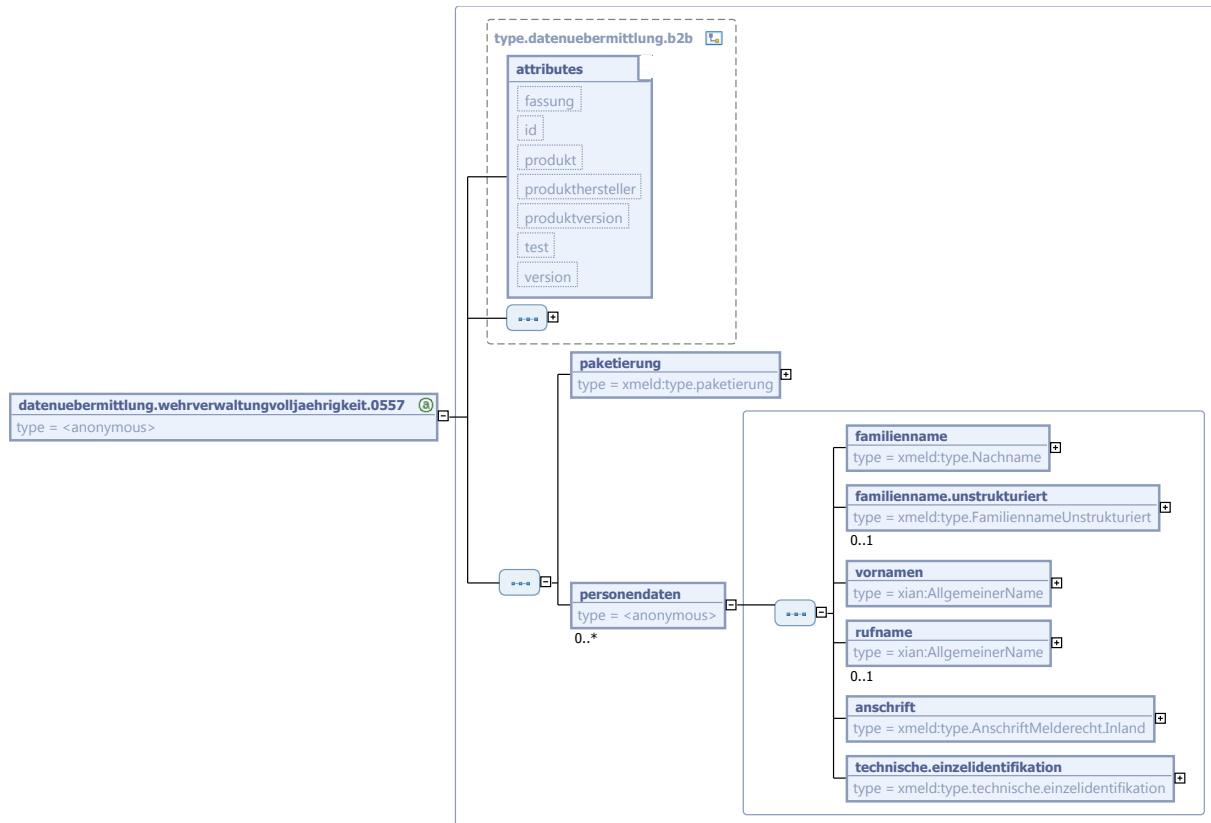 type.datenuebermittlung.b2b
attributes
fassung
id
produkt
produkthersteller
produktversion
test
version
paketierung
type = xmeld:type.paketierung
datenuebermittlung.wehrverwaltungvolljaehrigkeit.0557 a
type = <anonymous>
familienname
type = xmeld:type.Nachname
familienname.unstrukturiert
type = xmeld:type.FamiliennameUnstrukturiert
0..1
vornamen
type = xian:AllgemeinerName
personendaten
type = <anonymous>
0..*
rufname
type = xian:AllgemeinerName
0..1
anschrift
type = xmeld:type.AnschriftMelderecht.Inland
technische.einzelidentifikation
type = xmeld:type.technische.einzelidentifikation